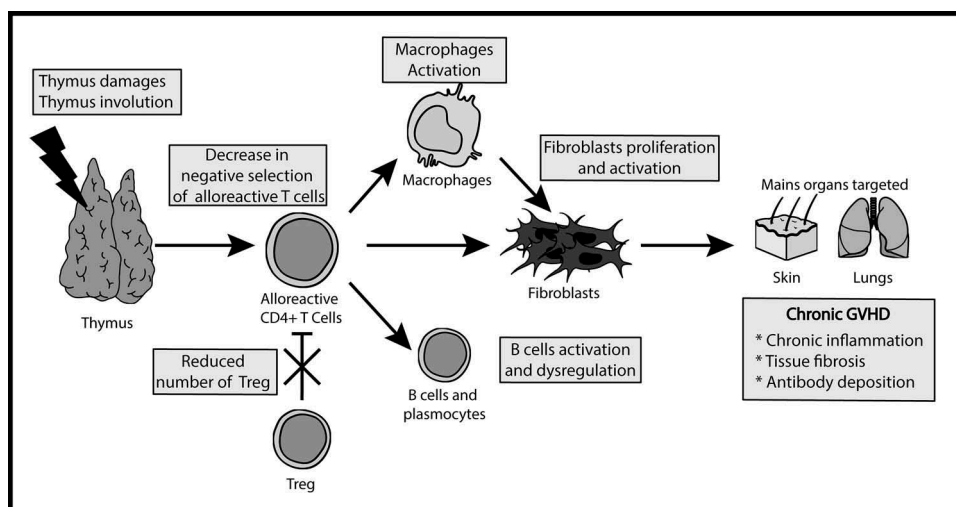 Thymus damages
Thymus involution
Thymus
Decrease in
negative selection
of alloreactive T cells
Alloreactive
CD4+ T Cells
Reduced
number of Treg
Treg
Macrophages
Activation
Macrophages
B cells and
plasmocytes
B cells activation
and dysregulation
Fibroblasts proliferation
and activation
Fibroblasts
Mains organs targeted
Skin
Lungs
Chronic GVHD
* Chronic inflammation
* Tissue fibrosis
* Antibody deposition